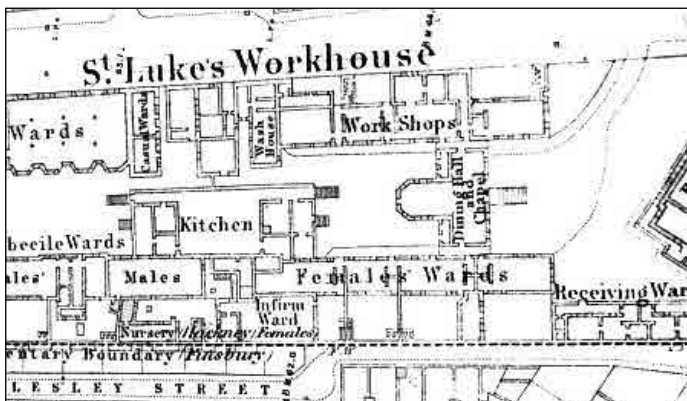 St. Luke's Workhouse
Wards
Casual Wards
Wash House
Work Shops
Dining Hall and Chapel
Kitchen
becile Wards
ales'
Males
Females' Wards
Infirm Ward
Receiving War
Nursery (Hackney) (Females)
entary Boundary (Finsbury)
LESLEY STREET